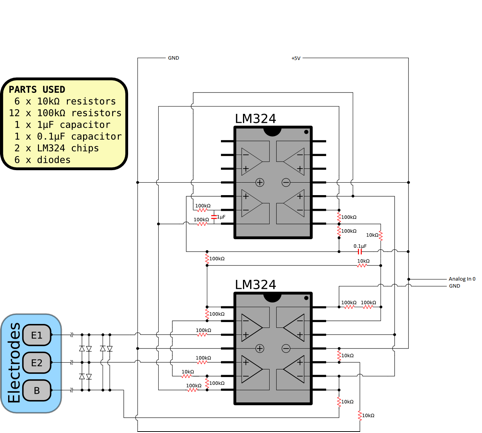 GND
+5V
PARTS USED
6 x 10kΩ resistors
12 x 100kΩ resistors
1 x 1µF capacitor
1 x 0.1µF capacitor
2 x LM324 chips
6 x diodes
LM324
100kΩ
1µF
100kΩ
100kΩ
100kΩ
10kΩ
0.1µF
100kΩ
10kΩ
Analog In 0
GND
LM324
100kΩ
100kΩ 100kΩ
Electrodes
E1
E2
B
100kΩ
100kΩ
10kΩ
10kΩ
100kΩ
100kΩ
10kΩ
10kΩ